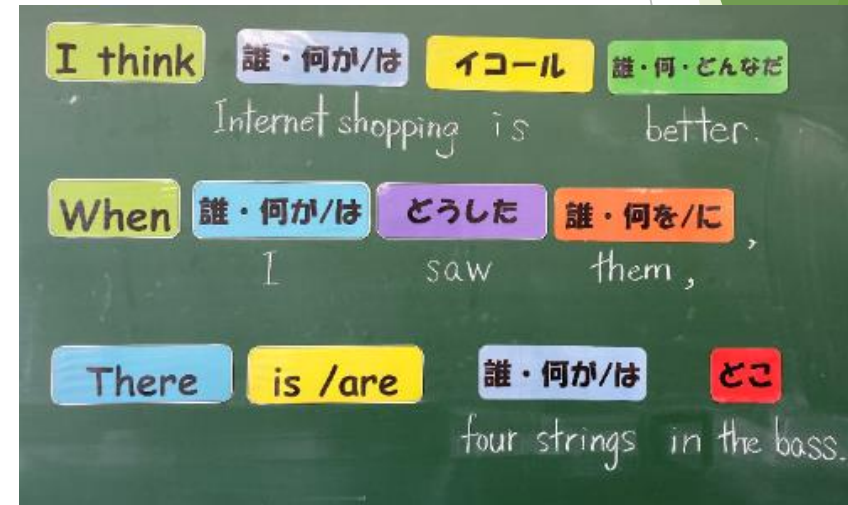 I think 誰・何が/は イコール 誰・何・どんなだ
Internet shopping is better.
When 誰・何が/は どうした 誰・何を/に ,
I saw them,
There is /are 誰・何が/は どこ
four strings in the bass.